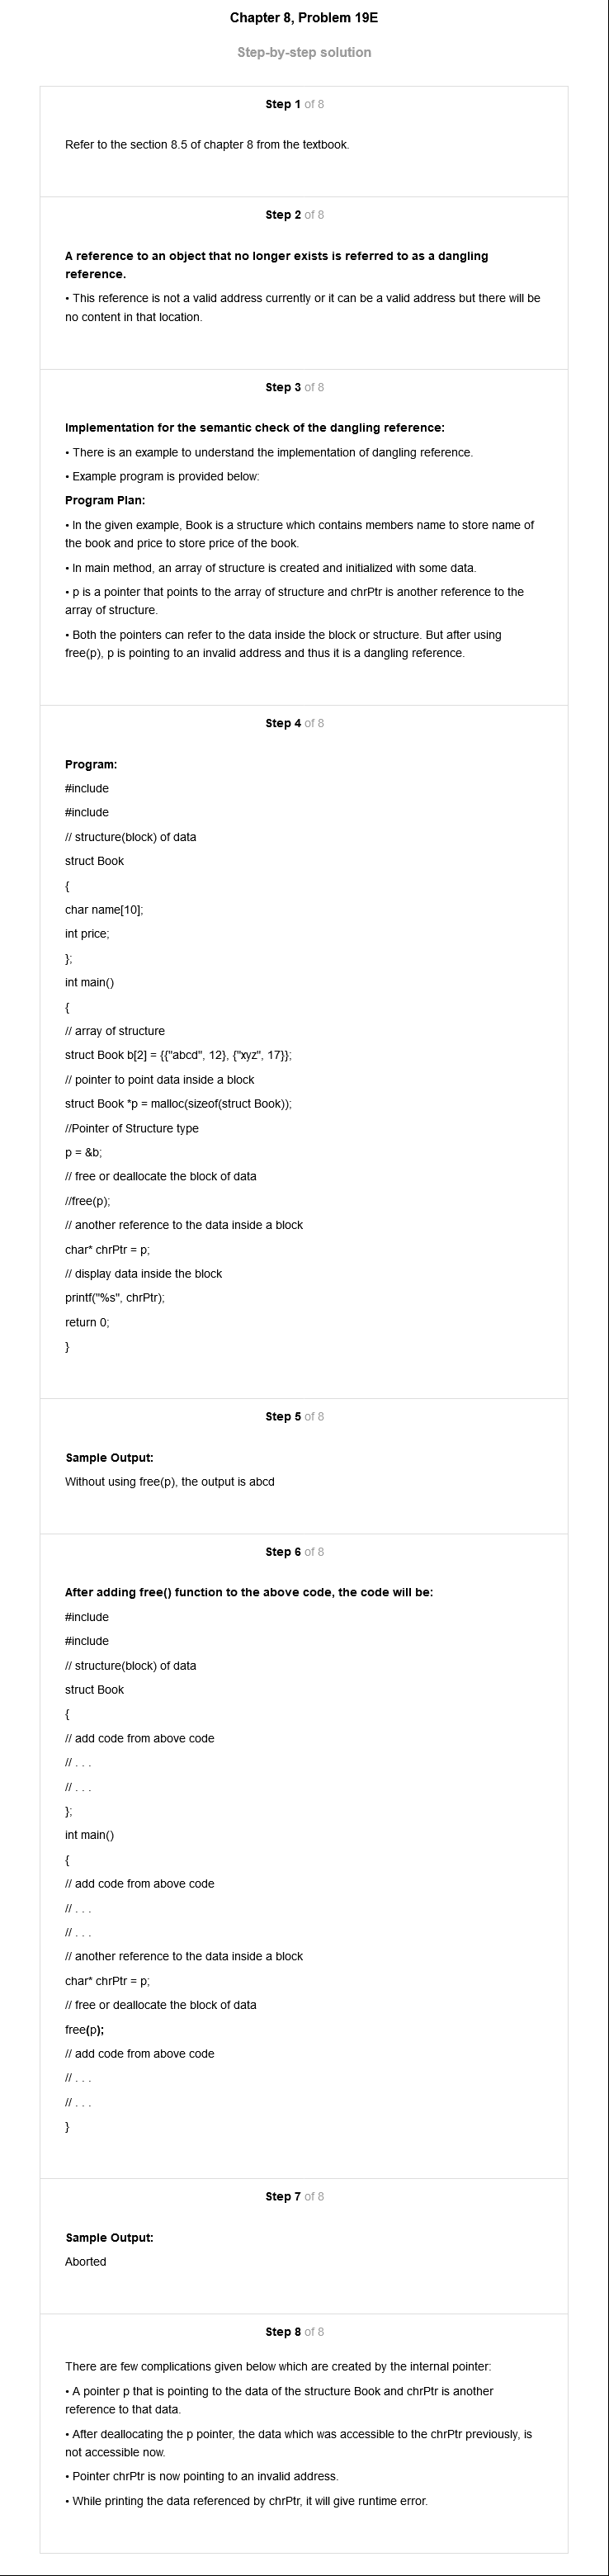 Chapter 8, Problem 19E
Step-by-step solution
Step 1 of 8
Refer to the section 8.5 of chapter 8 from the textbook.
Step 2 of 8
A reference to an object that no longer exists is referred to as a dangling
reference.
• This reference is not a valid address currently or it can be a valid address but there will be
no content in that location.
Step 3 of 8
Implementation for the semantic check of the dangling reference:
• There is an example to understand the implementation of dangling reference.
• Example program is provided below:
Program Plan:
• In the given example, Book is a structure which contains members name to store name of
the book and price to store price of the book.
• In main method, an array of structure is created and initialized with some data.
• p is a pointer that points to the array of structure and chrPtr is another reference to the
array of structure.
• Both the pointers can refer to the data inside the block or structure. But after using
free(p), p is pointing to an invalid address and thus it is a dangling reference.
Step 4 of 8
Program:
#include
#include
// structure(block) of data
struct Book
{
char name[10];
int price;
};
int main()
{
// array of structure
struct Book b[2] = {{"abcd", 12}, {"xyz", 17}};
// pointer to point data inside a block
struct Book *p = malloc(sizeof(struct Book));
//Pointer of Structure type
p = &b;
// free or deallocate the block of data
//free(p);
// another reference to the data inside a block
char* chrPtr = p;
// display data inside the block
printf("%s", chrPtr);
return 0;
}
Step 5 of 8
Sample Output:
Without using free(p), the output is abcd
Step 6 of 8
After adding free() function to the above code, the code will be:
#include
#include
// structure(block) of data
struct Book
{
// add code from above code
// . . .
// . . .
};
int main()
{
// add code from above code
// . . .
// . . .
// another reference to the data inside a block
char* chrPtr = p;
// free or deallocate the block of data
free(p);
// add code from above code
// . . .
// . . .
}
Step 7 of 8
Sample Output:
Aborted
Step 8 of 8
There are few complications given below which are created by the internal pointer:
• A pointer p that is pointing to the data of the structure Book and chrPtr is another
reference to that data.
• After deallocating the p pointer, the data which was accessible to the chrPtr previously, is
not accessible now.
• Pointer chrPtr is now pointing to an invalid address.
• While printing the data referenced by chrPtr, it will give runtime error.